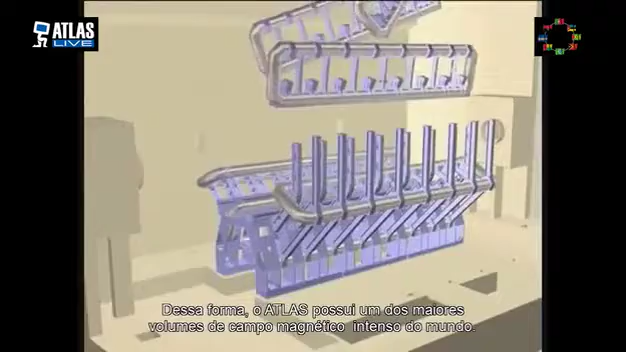 ATLAS
LIVE
Dessa forma, o ATLAS possui um dos maiores
volumes de campo magnético intenso do mundo.